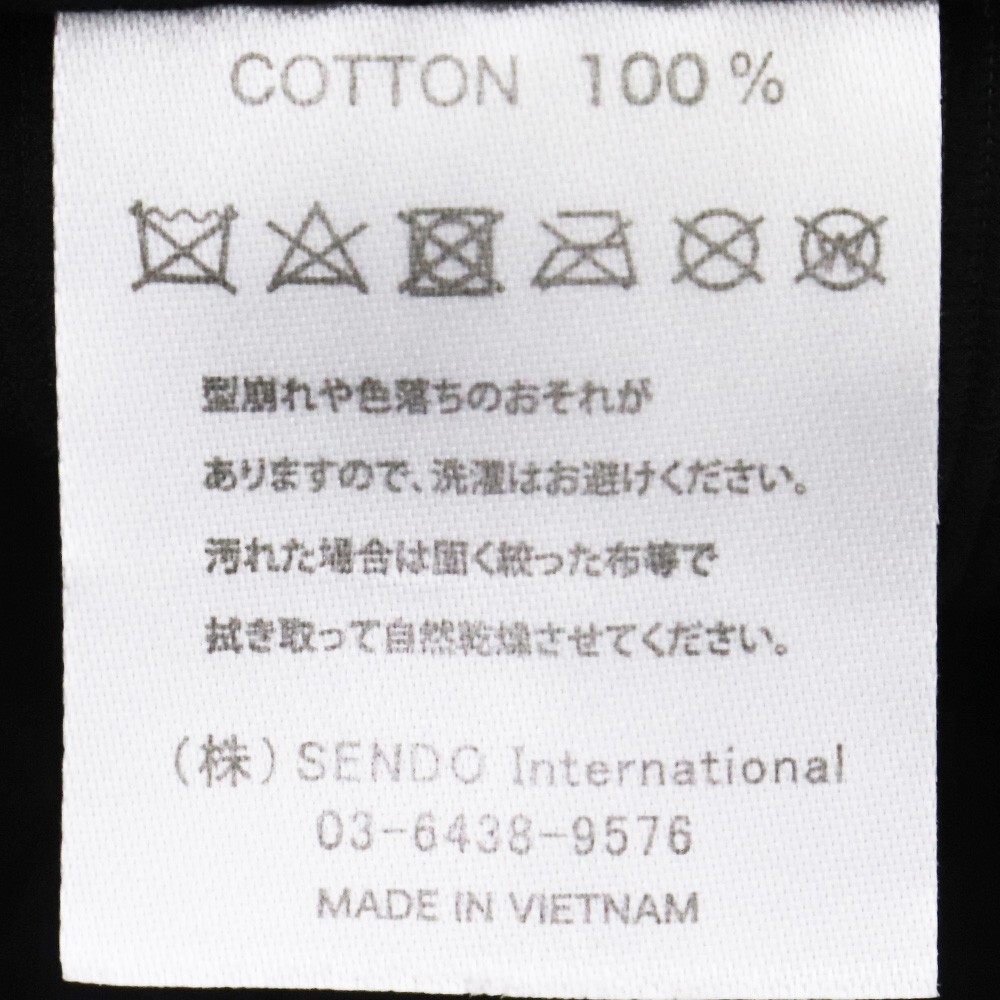 COTTON 100%
W
型崩れや色落ちのおそれが
ありますので、洗濯はお避けください。
汚れた場合は固く絞った布等で
拭き取って自然乾燥させてください。
(株)SENDO International
03-6438-9576
MADE IN VIETNAM